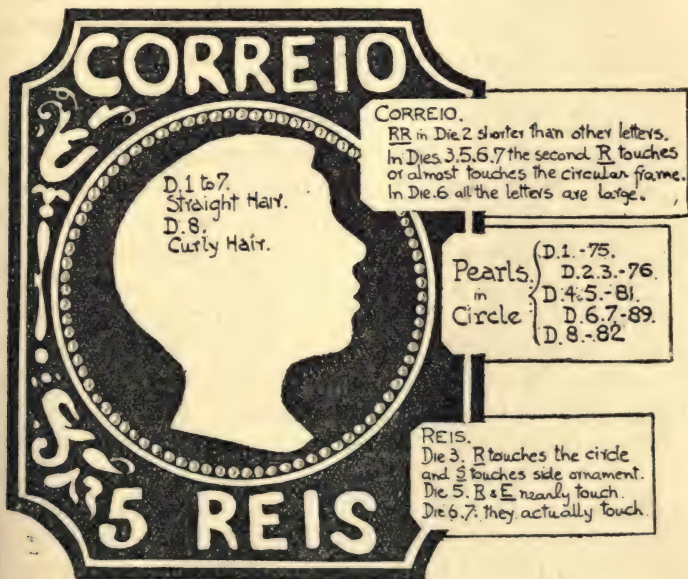 CORREIO
CORREIO.
RR in Die 2 shorter than other letters.
In Dies 3.5.6.7 the second R touches
or almost touches the circular frame.
In Die 6 all the letters are large.
D.1 to 7.
Straight Hair.
D.8.
Curly Hair.
Pearls
in
Circle
D.1.-75.
D.2.3.-76.
D.4.5.-81.
D.6.7.-89.
D.8.-82
REIS.
Die 3. R touches the circle
and S touches side ornament.
Die 5. R & E nearly touch.
Die 6.7. they actually touch.
5 REIS